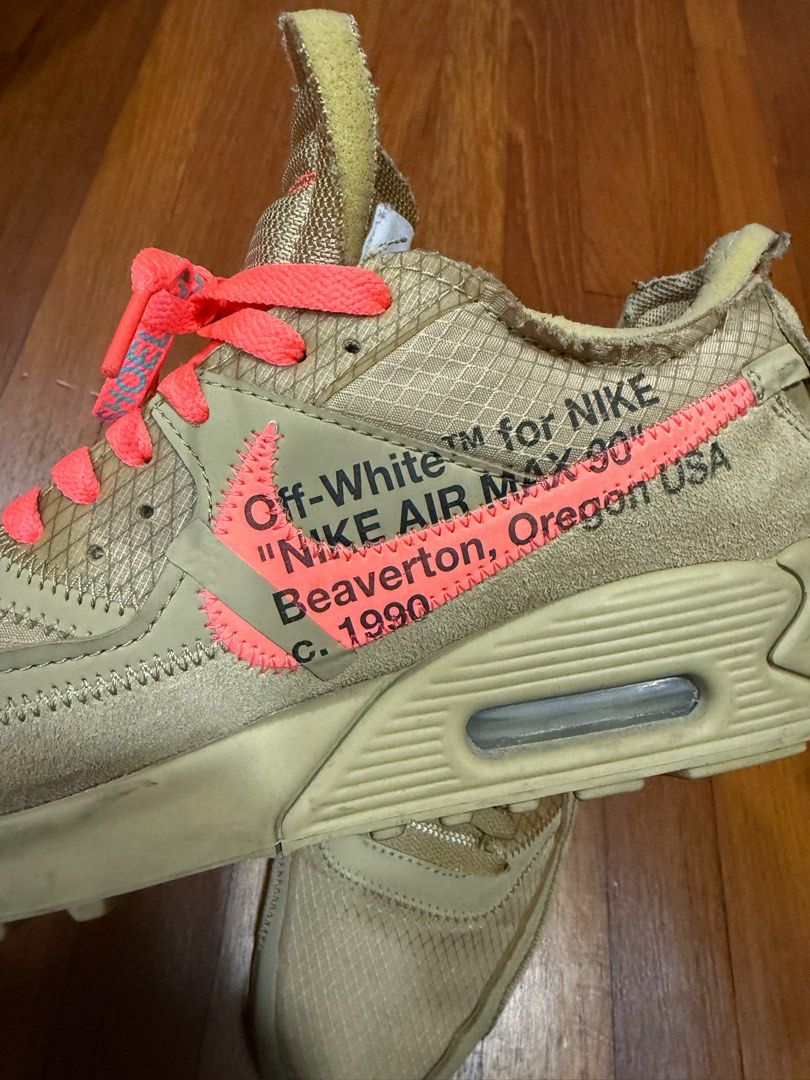 Off-White™ for NIKE
"NIKE AIR MAX 90"
Beaverton, Oregon USA
c. 1990